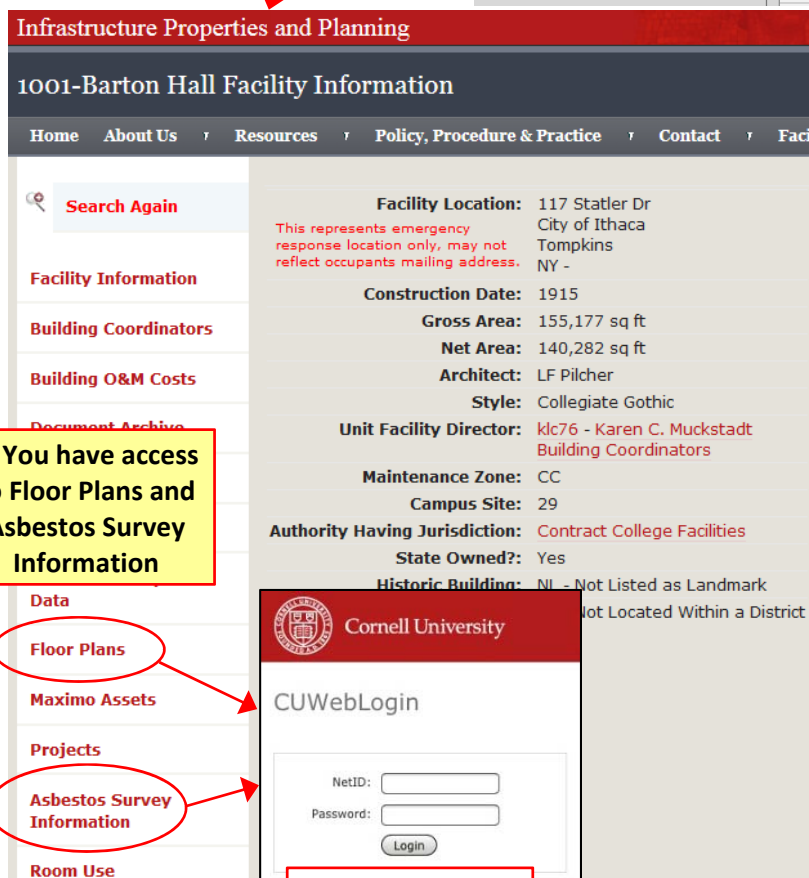 Infrastructure Properties and Planning
1001-Barton Hall Facility Information
Home About Us Resources Policy, Procedure & Practice Contact
Search Again
Facility Information
Building Coordinators
Building O&M Costs
Document Archive
You have access
Floor Plans and
Asbestos Survey
Information
Data
Floor Plans
Maximo Assets
Projects
Asbestos Survey
Information
Room Use
Facility Location: 117 Statler Dr
City of Ithaca
Tompkins
NY -
This represents emergency
response location only, may not
reflect occupants mailing address.
Construction Date: 1915
Gross Area: 155,177 sq ft
Net Area: 140,282 sq ft
Architect: LF Pilcher
Style: Collegiate Gothic
Unit Facility Director: klc76 - Karen C. Muckstadt
Building Coordinators
Maintenance Zone: CC
Campus Site: 29
Authority Having Jurisdiction: Contract College Facilities
State Owned?: Yes
Historic Building: NL - Not Listed as Landmark
Not Located Within a District
Cornell University
CUWebLogin
NetID:
Password:
Login